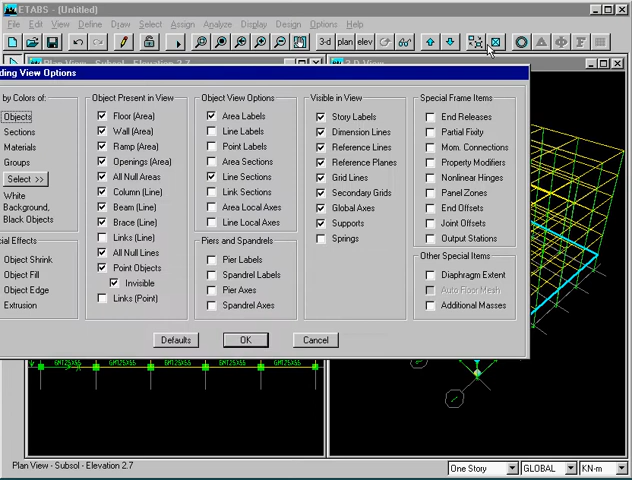 ETABS - (Untitled)
File Edit View Define Draw Select Assign Analyze Display Design Options Help
3-d plan elev
Plan View - Subsol - Elevation 2.7
3-D View
ding View Options
by Colors of:
Objects
Sections
Materials
Groups
Select >>
White
Background,
Black Objects
cial Effects
Object Shrink
Object Fill
Object Edge
Extrusion
Object Present in View
Floor (Area)
Wall (Area)
Ramp (Area)
Openings (Area)
All Null Areas
Column (Line)
Beam (Line)
Brace (Line)
Links (Line)
All Null Lines
Point Objects
Invisible
Links (Point)
Object View Options
Area Labels
Line Labels
Point Labels
Area Sections
Line Sections
Link Sections
Area Local Axes
Line Local Axes
Piers and Spandrels
Pier Labels
Spandrel Labels
Pier Axes
Spandrel Axes
Visible in View
Story Labels
Dimension Lines
Reference Lines
Reference Planes
Grid Lines
Secondary Grids
Global Axes
Supports
Springs
Special Frame Items
End Releases
Partial Fixity
Mom. Connections
Property Modifiers
Nonlinear Hinges
Panel Zones
End Offsets
Joint Offsets
Output Stations
Other Special Items
Diaphragm Extent
Auto Floor Mesh
Additional Masses
Defaults OK Cancel
Plan View - Subsol - Elevation 2.7
One Story GLOBAL KN-m